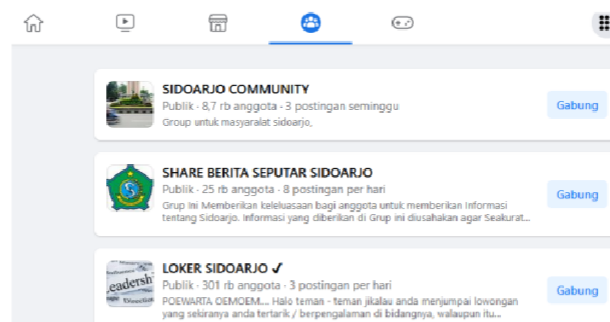 SIDOARJO COMMUNITY
Publik · 8,7 rb anggota · 3 postingan seminggu
Group untuk masyaralat sidoarjo,
Gabung
SHARE BERITA SEPUTAR SIDOARJO
Publik · 25 rb anggota · 8 postingan per hari
Grup Ini Memberikan keleluasaan bagi anggota untuk memberikan Informasi
tentang Sidoarjo. Informasi yang diberikan di Grup ini diusahakan agar Seakurat...
Gabung
eadersh
LOKER SIDOARJO ✓
Publik · 301 rb anggota · 3 postingan per hari
POEWARTA OEMOEM.... Halo teman - teman jikalau anda menjumpai lowongan
yang sekiranya anda tertarik / berpengalaman di bidangnya, walaupun itu...
Gabung